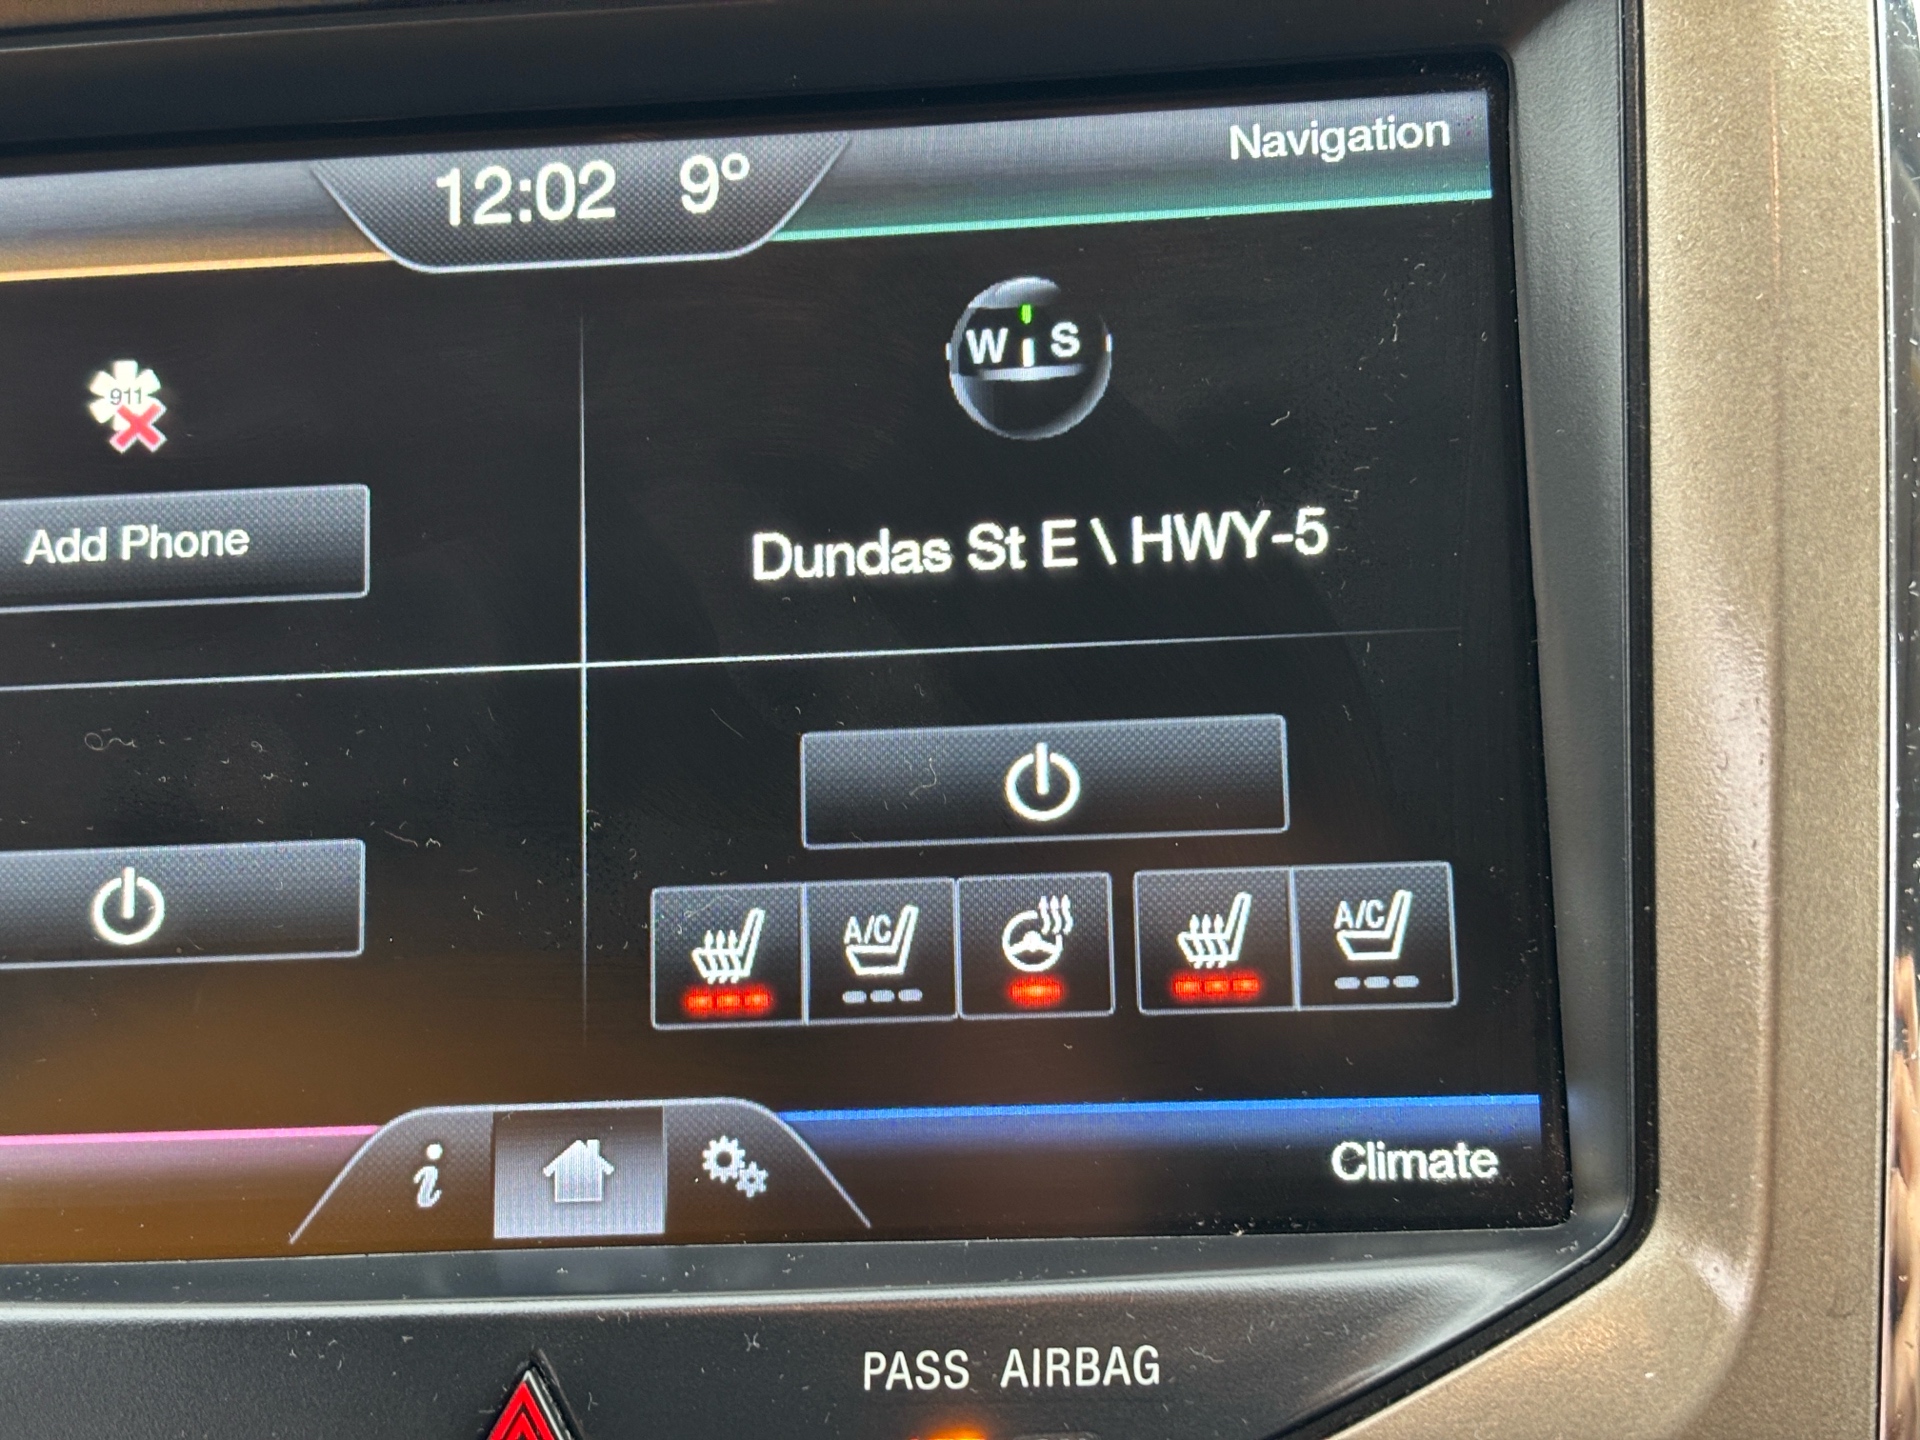 12:02 9°
Navigation
W S
911
Add Phone
Dundas St E \ HWY-5
A/C
A/C
i
Climate
PASS AIRBAG